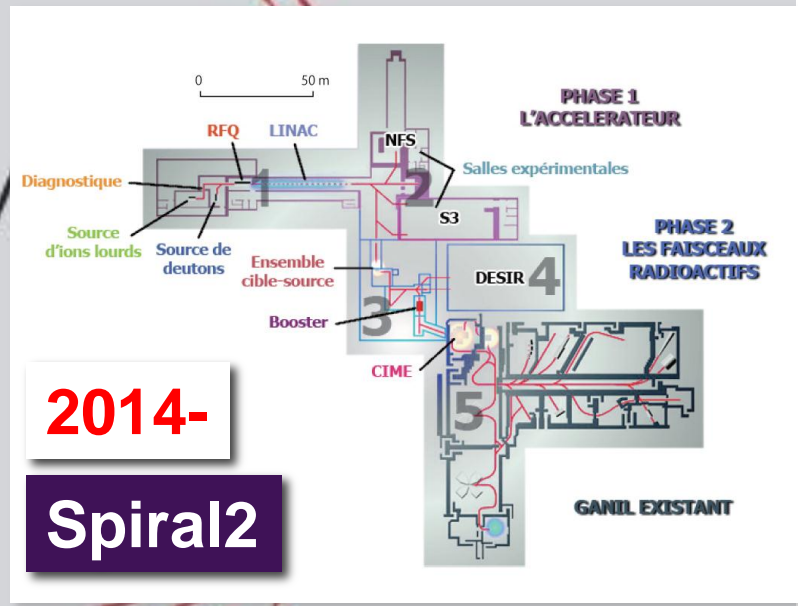 0 50 m
PHASE 1
L'ACCELERATEUR
RFQ LINAC
NFS
Diagnostique
1
2
Salles expérimentales
S3
Source
d'ions lourds
Source de
deutons
PHASE 2
LES FAISCEAUX
RADIOACTIFS
Ensemble
cible-source
DESIR 4
3
Booster
CIME
5
2014-
Spiral2
GANIL EXISTANT